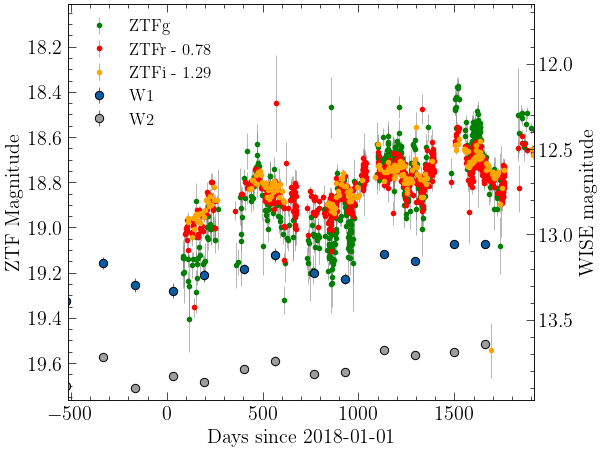 ZTFg
ZTFr - 0.78
ZTFi - 1.29
W1
W2
18.2
18.4
18.6
18.8
19.0
19.2
19.4
19.6
ZTF Magnitude
12.0
12.5
13.0
13.5
WISE magnitude
−500 0 500 1000 1500
Days since 2018-01-01